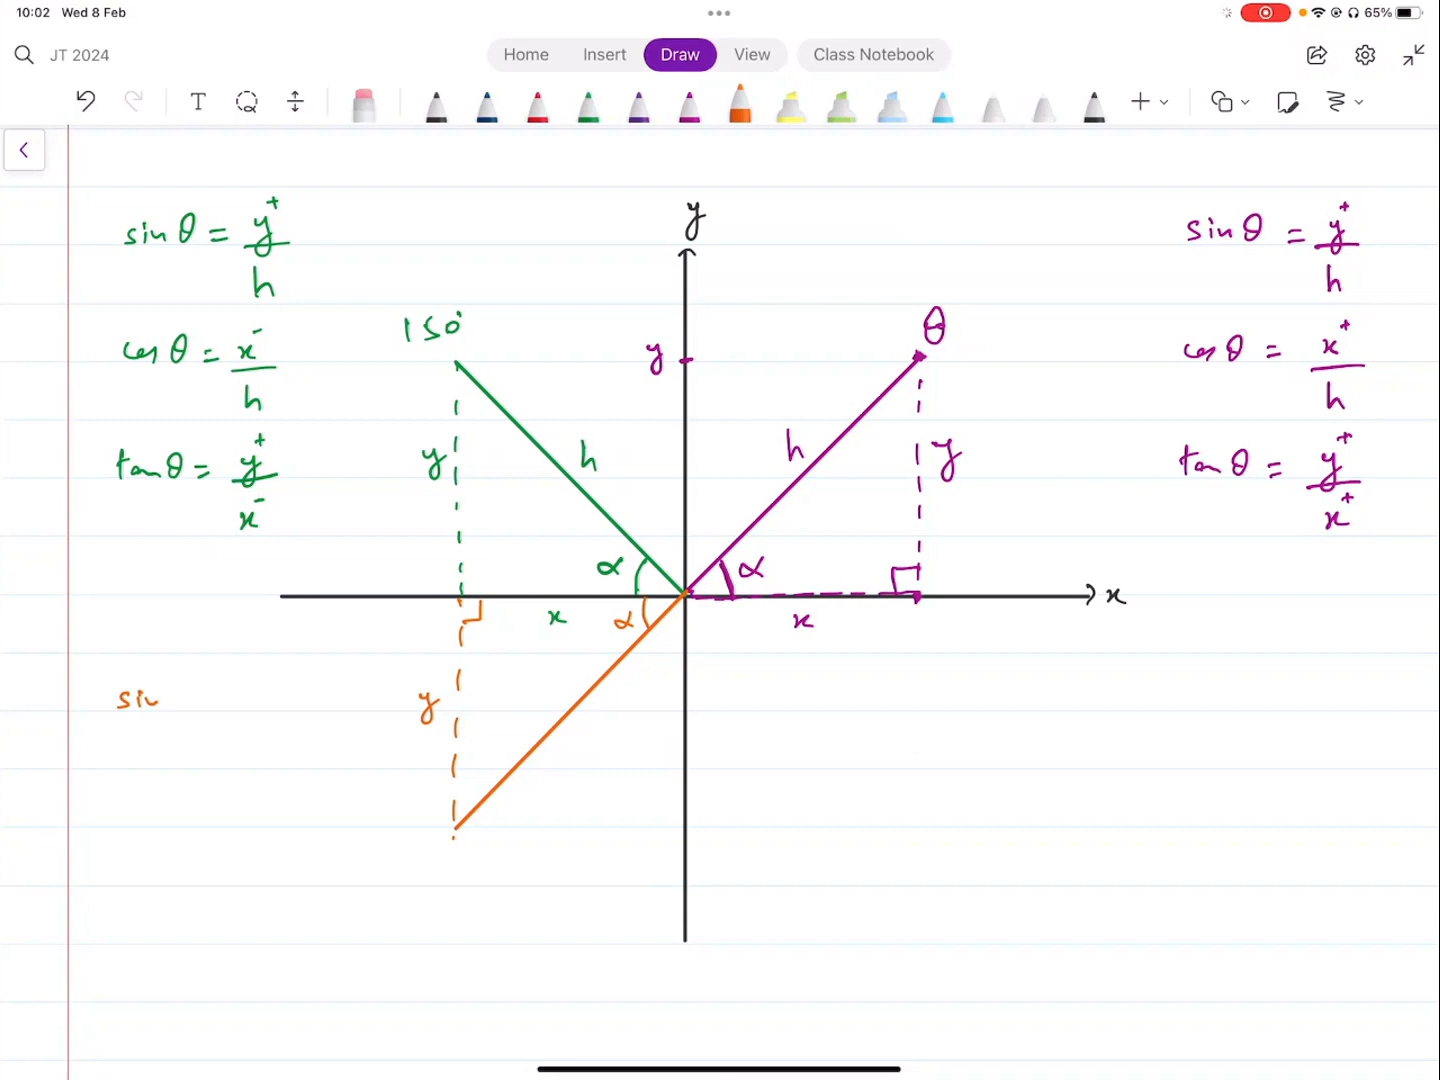 10:02 Wed 8 Feb
65%
JT 2024
Home Insert Draw View Class Notebook
T
sin θ = y⁺
h
cos θ = x⁻
h
tan θ = y⁺
x⁻
150°
y
y
y
h
α
x
θ
h
y
α
x
x
sin θ = y⁺
h
cos θ = x⁺
h
tan θ = y⁺
x⁺
α
y
sin